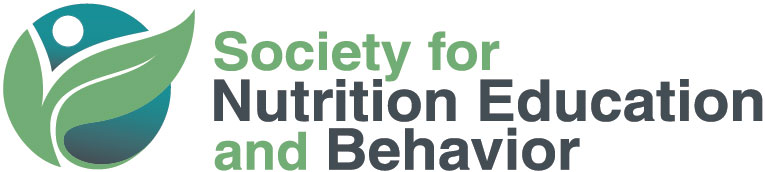 Society for
Nutrition Education
and Behavior